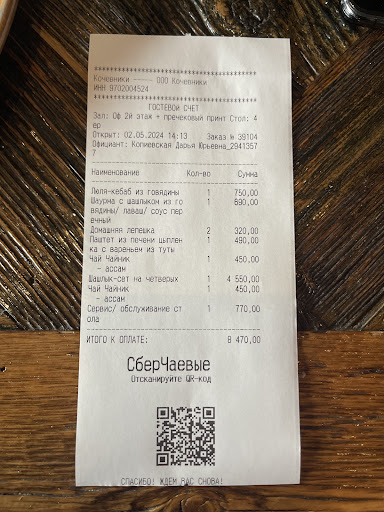 *****************************************
Кочевники ----- ООО Кочевники
ИНН 9702004524
*****************************************
ГОСТЕВОЙ СЧЕТ
Зал: Оф 2й этаж + пречековый принт Стол: 4
ер
Открыт: 02.05.2024 14:13 Заказ № 39104
Официант: Копиевская Дарья Юрьевна_2941357
7
Наименование Кол-во Сумма
Люля-кебаб из говядины 1 750,00
Шаурма с шашлыком из го 1 690,00
вядины/ лаваш/ соус пер
ечный
Домашняя лепешка 2 320,00
Паштет из печени цыплен 1 490,00
ка с вареньем из туты
Чай Чайник 1 450,00
- ассам
Шашлык-сет на четверых 1 4 550,00
Чай Чайник 1 450,00
- ассам
Сервис/ обслуживание ст 1 770,00
ола
ИТОГО К ОПЛАТЕ: 8 470,00
СберЧаевые
Отсканируйте QR-код
СПАСИБО! ЖДЕМ ВАС СНОВА!